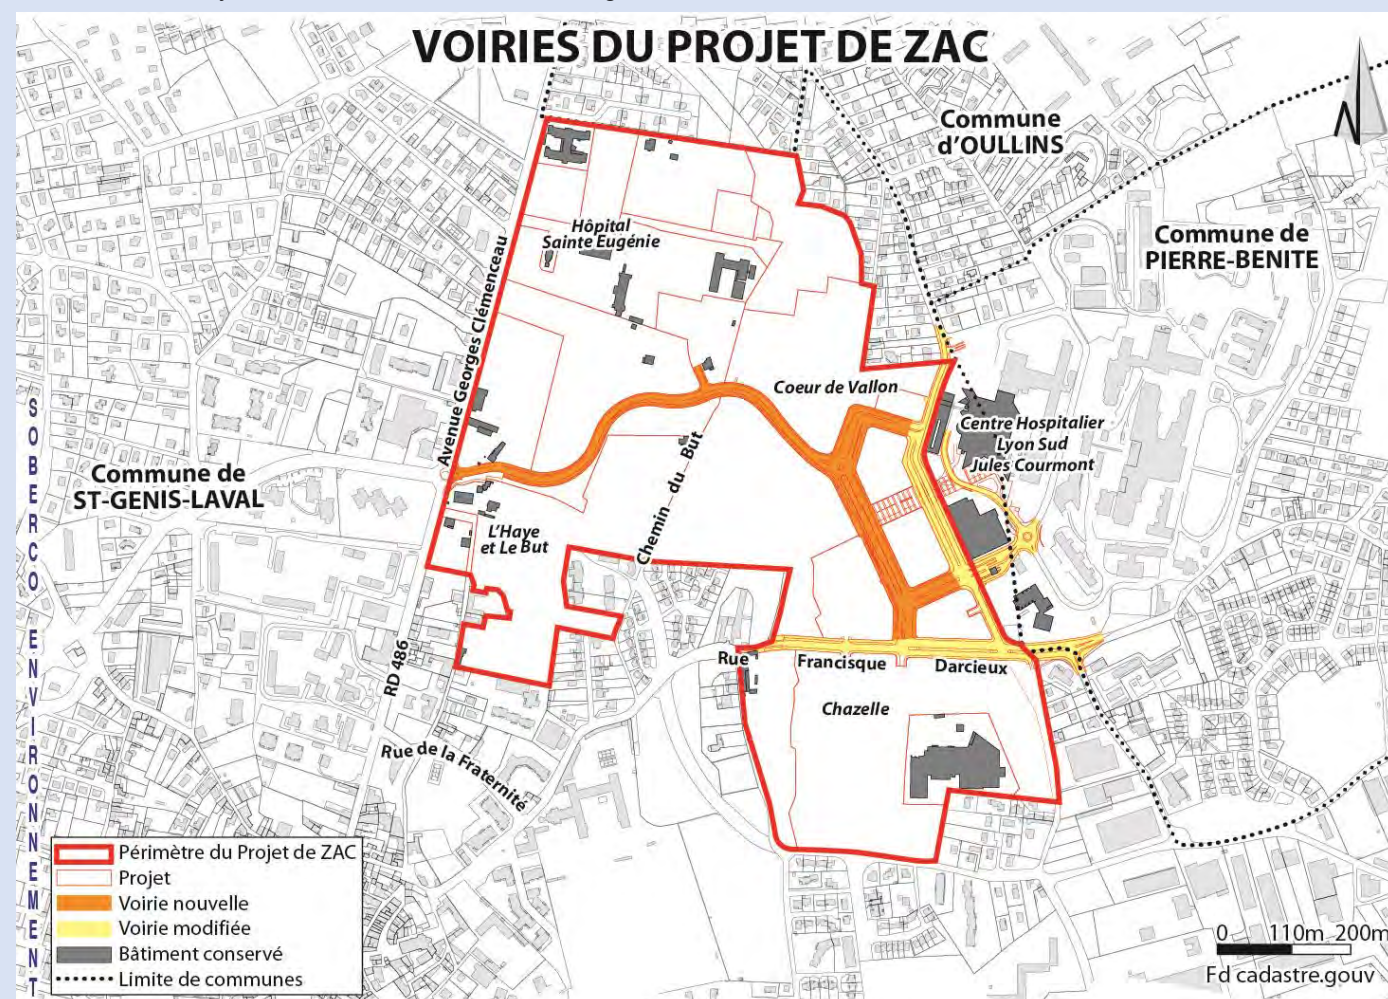 VOIRIES DU PROJET DE ZAC
Commune
d'OULLINS
Commune de
PIERRE-BENITE
Hôpital
Sainte Eugénie
Avenue Georges Clémenceau
Coeur de Vallon
Centre Hospitalier
Lyon Sud
Jules Courmont
Commune de
ST-GENIS-LAVAL
Chemin du But
L'Haye
et Le But
RD 486
Rue Francisque Darcieux
Chazelle
Rue de la Fraternité
SOBERCO ENVIRONNEMENT
Périmètre du Projet de ZAC
Projet
Voirie nouvelle
Voirie modifiée
Bâtiment conservé
Limite de communes
0 110m 200m
Fd cadastre.gouv